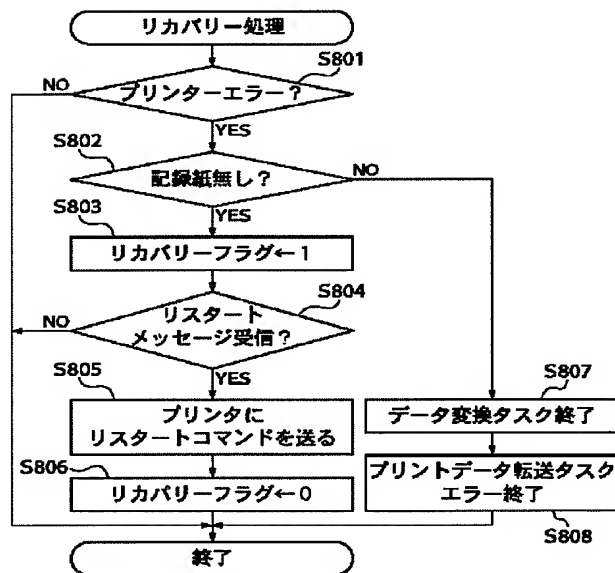 リカバリー処理
S801
NO
プリンターエラー？
YES
S802
NO
記録紙無し？
YES
S803
リカバリーフラグ←1
S804
NO
リスタート
メッセージ受信？
YES
S805
プリンタに
リスタートコマンドを送る
S806
リカバリーフラグ←0
S807
データ変換タスク終了
プリントデータ転送タスク
エラー終了
S808
終了